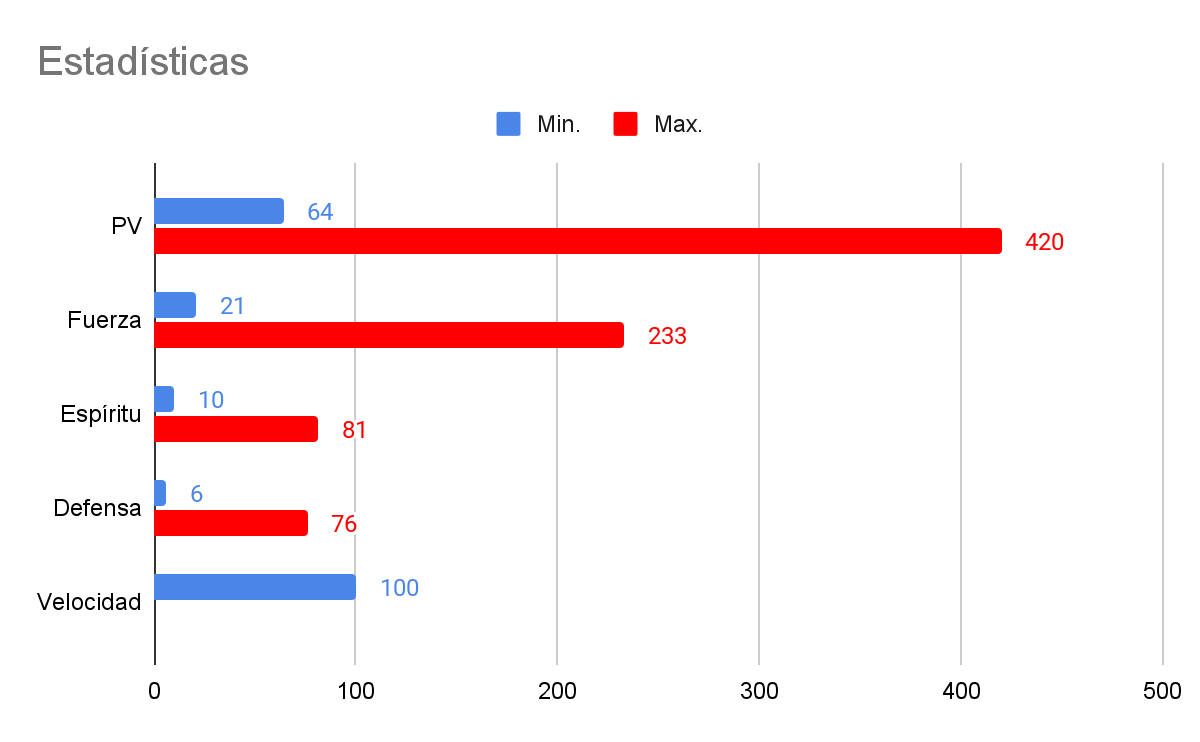 Estadísticas
Min. Max.
PV 64
420
Fuerza 21
233
Espíritu 10
81
Defensa 6
76
Velocidad 100
0 100 200 300 400 500